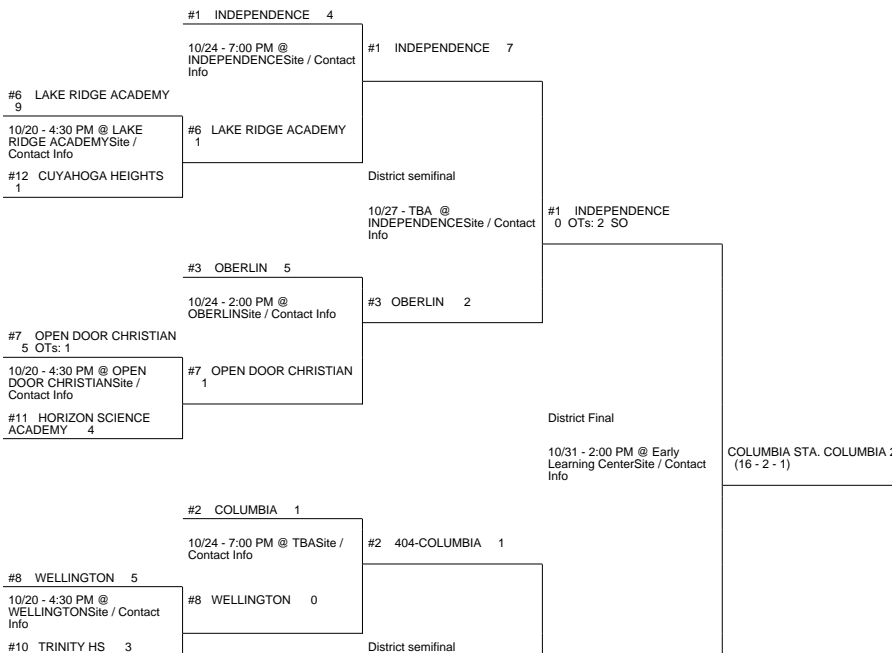 #1 INDEPENDENCE 4
10/24 - 7:00 PM @
INDEPENDENCESite / Contact
Info
#1 INDEPENDENCE 7
#6 LAKE RIDGE ACADEMY
9
10/20 - 4:30 PM @ LAKE
RIDGE ACADEMYSite /
Contact Info
#6 LAKE RIDGE ACADEMY
1
#12 CUYAHOGA HEIGHTS
1
District semifinal
10/27 - TBA @
INDEPENDENCESite / Contact
Info
#1 INDEPENDENCE
0 OTs: 2 SO
#3 OBERLIN 5
10/24 - 2:00 PM @
OBERLINSite / Contact Info
#3 OBERLIN 2
#7 OPEN DOOR CHRISTIAN
5 OTs: 1
10/20 - 4:30 PM @ OPEN
DOOR CHRISTIANSite /
Contact Info
#7 OPEN DOOR CHRISTIAN
1
#11 HORIZON SCIENCE
ACADEMY 4
District Final
10/31 - 2:00 PM @ Early
Learning CenterSite / Contact
Info
COLUMBIA STA. COLUMBIA 2
(16 - 2 - 1)
#2 COLUMBIA 1
10/24 - 7:00 PM @ TBASite /
Contact Info
#2 404-COLUMBIA 1
#8 WELLINGTON 5
10/20 - 4:30 PM @
WELLINGTONSite / Contact
Info
#8 WELLINGTON 0
#10 TRINITY HS 3
District semifinal